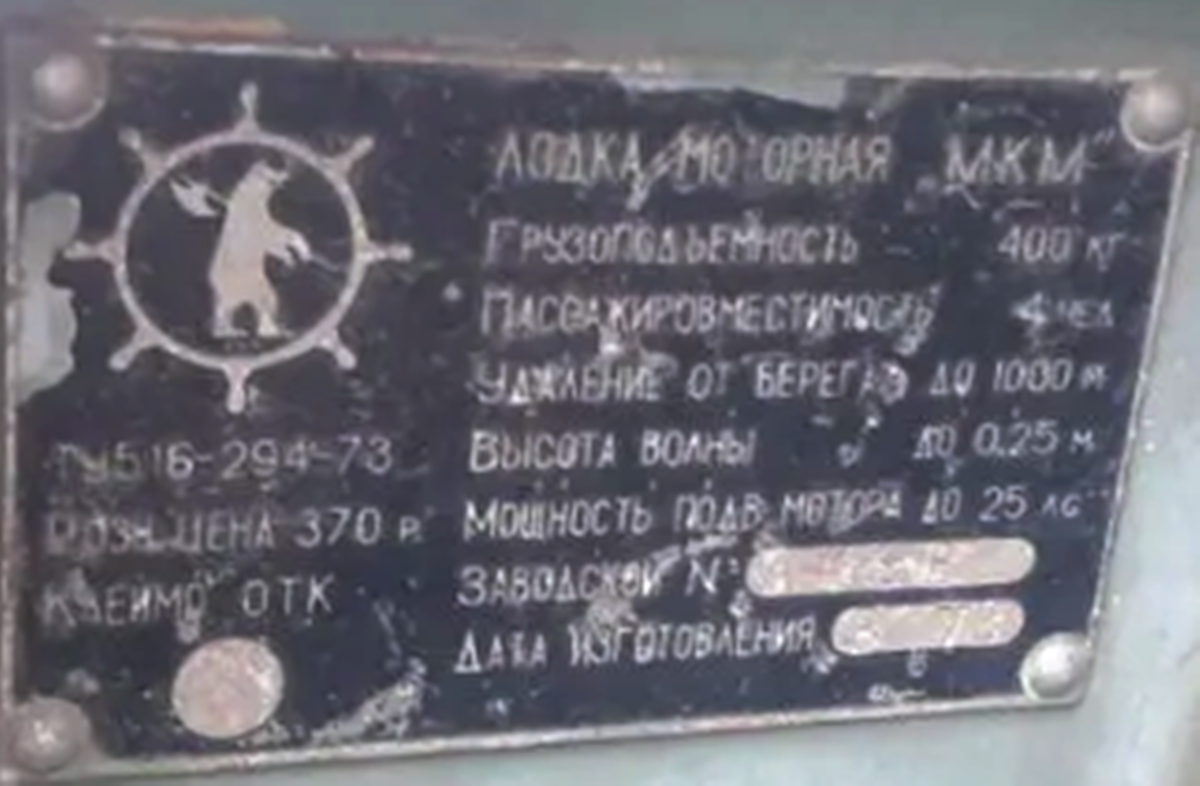 ЛОДКА МОТОРНАЯ „МКМ"
ГРУЗОПОДЪЕМНОСТЬ 400 КГ
ПАССАЖИРОВМЕСТИМОСТЬ 4 ЧЕЛ
УДАЛЕНИЕ ОТ БЕРЕГА ДО 1000 М
ВЫСОТА ВОЛНЫ ДО 0,25 М
МОЩНОСТЬ ПОДВ. МОТОРА ДО 25 ЛС
ЗАВОДСКОЙ №
ДАТА ИЗГОТОВЛЕНИЯ
ТУ516-294-73
РОЗН. ЦЕНА 370 Р.
КЛЕЙМО ОТК